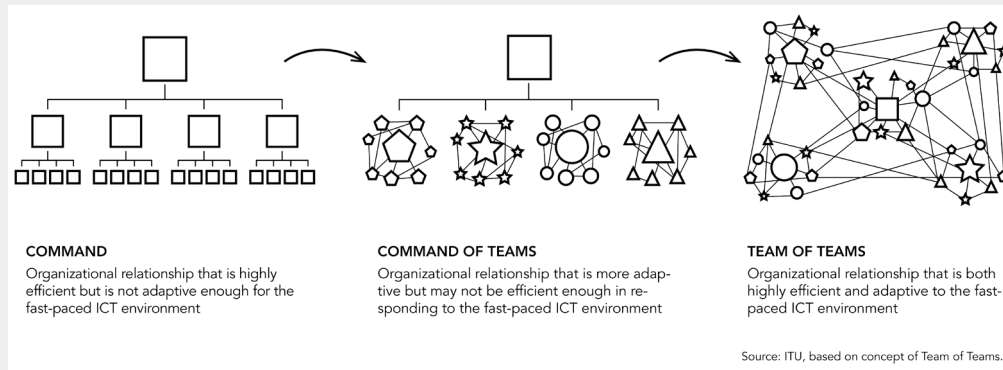 COMMAND
Organizational relationship that is highly
efficient but is not adaptive enough for the
fast-paced ICT environment
COMMAND OF TEAMS
Organizational relationship that is more adap-
tive but may not be efficient enough in re-
sponding to the fast-paced ICT environment
TEAM OF TEAMS
Organizational relationship that is both
highly efficient and adaptive to the fast-
paced ICT environment
Source: ITU, based on concept of Team of Teams.